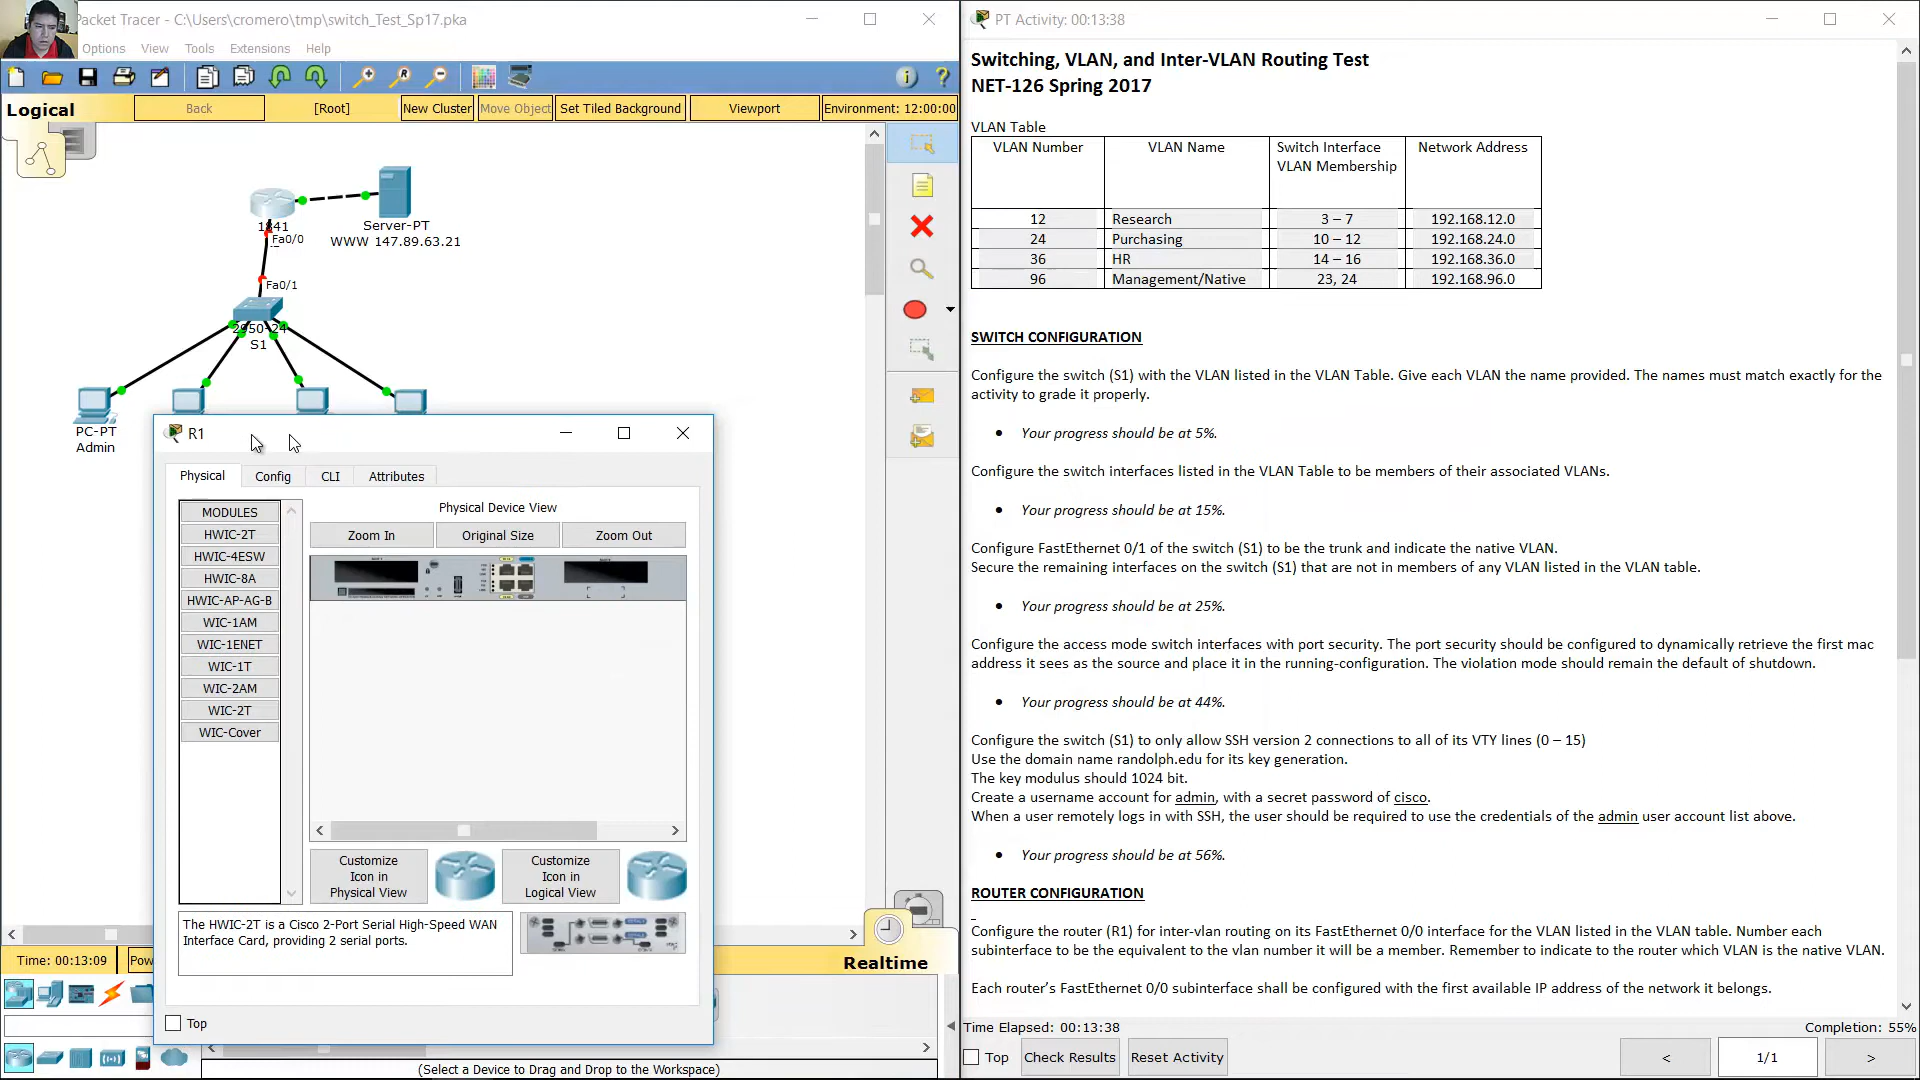 Packet Tracer - C:\Users\cromero\tmp\switch_Test_Sp17.pka
Options View Tools Extensions Help
Logical
Back
[Root]
New Cluster
Move Object
Set Tiled Background
Viewport
Environment: 12:00:00
1841
Fa0/0
Server-PT
WWW 147.89.63.21
Fa0/1
2950-24
S1
PC-PT
Admin
R1
Physical Config CLI Attributes
MODULES
HWIC-2T
HWIC-4ESW
HWIC-8A
HWIC-AP-AG-B
WIC-1AM
WIC-1ENET
WIC-1T
WIC-2AM
WIC-2T
WIC-Cover
Physical Device View
Zoom In
Original Size
Zoom Out
Customize
Icon in
Physical View
Customize
Icon in
Logical View
The HWIC-2T is a Cisco 2-Port Serial High-Speed WAN
Interface Card, providing 2 serial ports.
Top
Time: 00:13:09
Pow
Realtime
(Select a Device to Drag and Drop to the Workspace)
PT Activity: 00:13:38
Switching, VLAN, and Inter-VLAN Routing Test
NET-126 Spring 2017
VLAN Table
VLAN Number
VLAN Name
Switch Interface
VLAN Membership
Network Address
12 Research 3 – 7 192.168.12.0
24 Purchasing 10 – 12 192.168.24.0
36 HR 14 – 16 192.168.36.0
96 Management/Native 23, 24 192.168.96.0
SWITCH CONFIGURATION
Configure the switch (S1) with the VLAN listed in the VLAN Table. Give each VLAN the name provided. The names must match exactly for the
activity to grade it properly.
• Your progress should be at 5%.
Configure the switch interfaces listed in the VLAN Table to be members of their associated VLANs.
• Your progress should be at 15%.
Configure FastEthernet 0/1 of the switch (S1) to be the trunk and indicate the native VLAN.
Secure the remaining interfaces on the switch (S1) that are not in members of any VLAN listed in the VLAN table.
• Your progress should be at 25%.
Configure the access mode switch interfaces with port security. The port security should be configured to dynamically retrieve the first mac
address it sees as the source and place it in the running-configuration. The violation mode should remain the default of shutdown.
• Your progress should be at 44%.
Configure the switch (S1) to only allow SSH version 2 connections to all of its VTY lines (0 – 15)
Use the domain name randolph.edu for its key generation.
The key modulus should 1024 bit.
Create a username account for admin, with a secret password of cisco.
When a user remotely logs in with SSH, the user should be required to use the credentials of the admin user account list above.
• Your progress should be at 56%.
ROUTER CONFIGURATION
Configure the router (R1) for inter-vlan routing on its FastEthernet 0/0 interface for the VLAN listed in the VLAN table. Number each
subinterface to be the equivalent to the vlan number it will be a member. Remember to indicate to the router which VLAN is the native VLAN.
Each router’s FastEthernet 0/0 subinterface shall be configured with the first available IP address of the network it belongs.
Time Elapsed: 00:13:38
Completion: 55%
Top
Check Results
Reset Activity
<
1/1
>